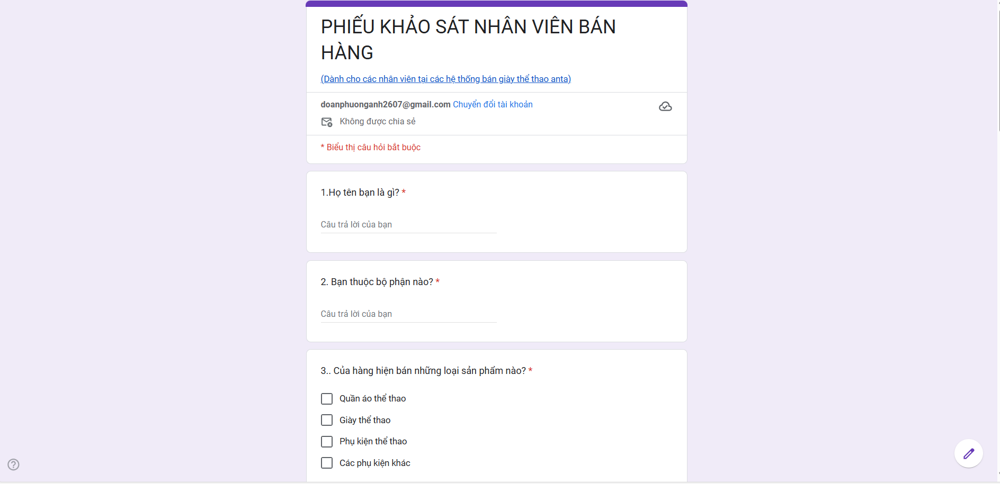 PHIẾU KHẢO SÁT NHÂN VIÊN BÁN
HÀNG
(Dành cho các nhân viên tại các hệ thống bán giày thể thao anta)
doanphuonganh2607@gmail.com Chuyển đổi tài khoản
Không được chia sẻ
* Biểu thị câu hỏi bắt buộc
1.Họ tên bạn là gì? *
Câu trả lời của bạn
2. Bạn thuộc bộ phận nào? *
Câu trả lời của bạn
3.. Của hàng hiện bán những loại sản phẩm nào? *
Quần áo thể thao
Giày thể thao
Phụ kiện thể thao
Các phụ kiện khác